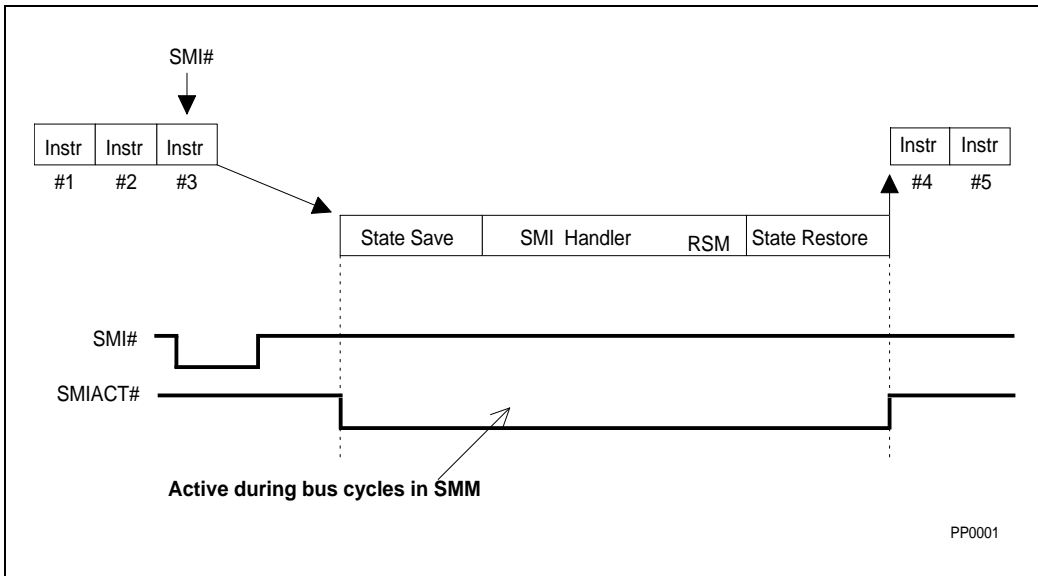 SMI#
Instr Instr Instr
#1 #2 #3
Instr Instr
#4 #5
State Save SMI Handler RSM State Restore
SMI#
SMIACT#
Active during bus cycles in SMM
PP0001